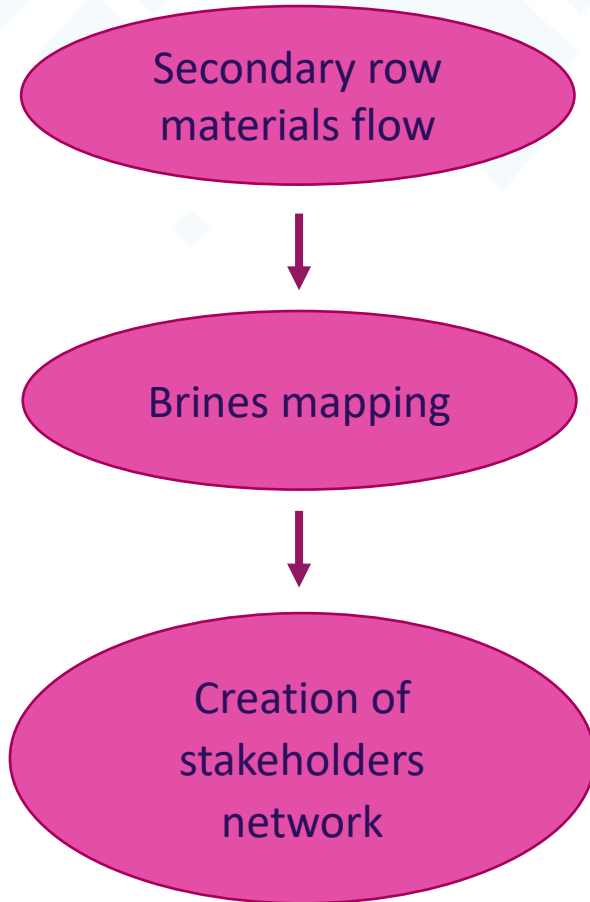 Secondary row
materials flow
Brines mapping
Creation of
stakeholders
network